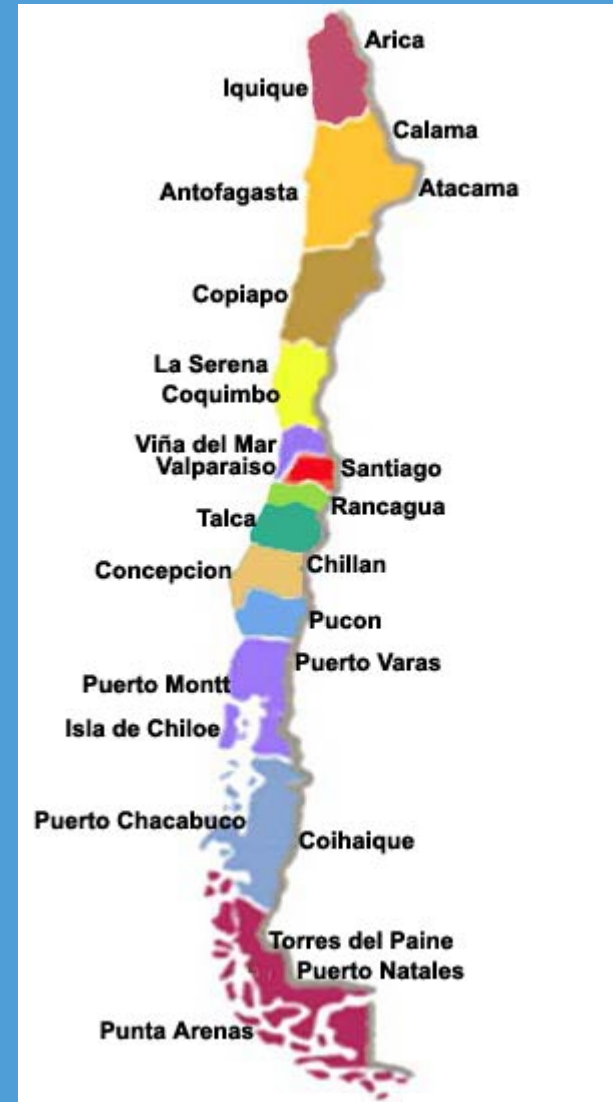 Arica
Iquique
Calama
Antofagasta
Atacama
Copiapo
La Serena
Coquimbo
Viña del Mar
Valparaiso
Santiago
Rancagua
Talca
Chillan
Concepcion
Pucon
Puerto Varas
Puerto Montt
Isla de Chiloe
Puerto Chacabuco
Coihaique
Torres del Paine
Puerto Natales
Punta Arenas